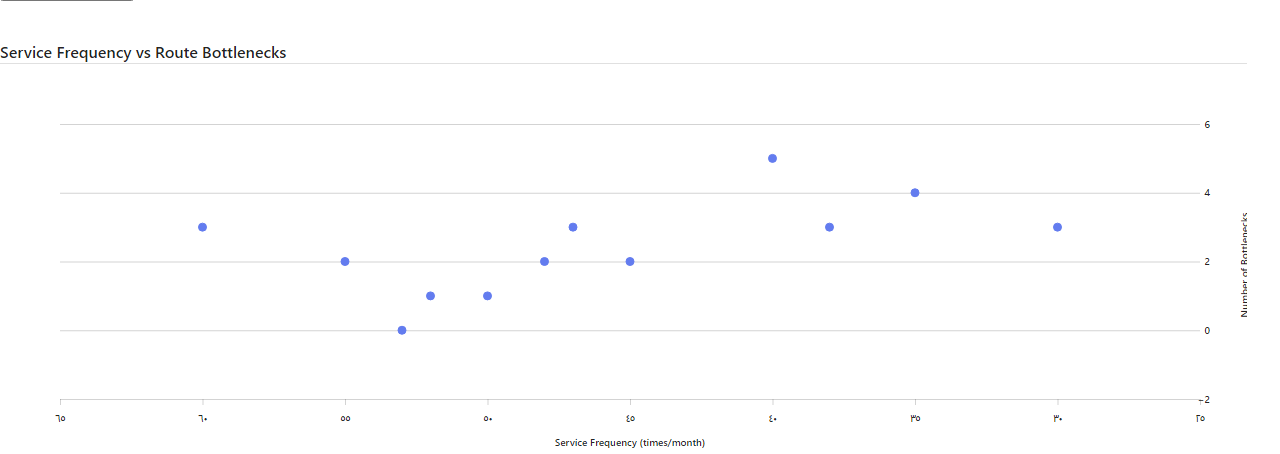 Service Frequency vs Route Bottlenecks
6
4
2
0
-2
Number of Bottlenecks
٦٥ ٦٠ ٥٥ ٥٠ ٤٥ ٤٠ ٣٥ ٣٠ ٢٥
Service Frequency (times/month)